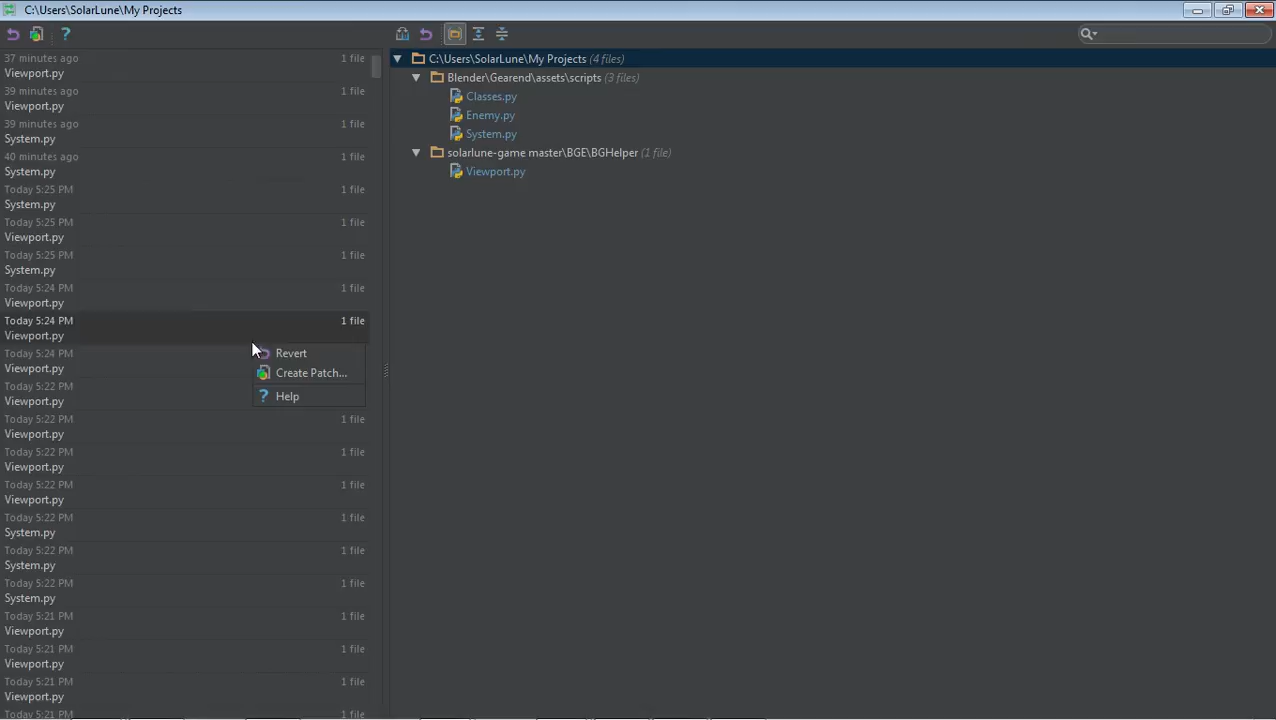 C:\Users\SolarLune\My Projects
?
37 minutes ago 1 file
Viewport.py
39 minutes ago 1 file
Viewport.py
39 minutes ago 1 file
System.py
40 minutes ago 1 file
System.py
Today 5:25 PM 1 file
System.py
Today 5:25 PM 1 file
Viewport.py
Today 5:25 PM 1 file
System.py
Today 5:24 PM 1 file
Viewport.py
Today 5:24 PM 1 file
Viewport.py
Today 5:24 PM
Viewport.py
Today 5:22 PM
Viewport.py
Today 5:22 PM 1 file
Viewport.py
Today 5:22 PM 1 file
Viewport.py
Today 5:22 PM 1 file
Viewport.py
Today 5:22 PM 1 file
System.py
Today 5:22 PM 1 file
System.py
Today 5:22 PM 1 file
System.py
Today 5:21 PM 1 file
Viewport.py
Today 5:21 PM 1 file
Viewport.py
Today 5:21 PM 1 file
Viewport.py
Today 5:21 PM 1 file
Revert
Create Patch...
? Help
C:\Users\SolarLune\My Projects (4 files)
Blender\Gearend\assets\scripts (3 files)
Classes.py
Enemy.py
System.py
solarlune-game master\BGE\BGHelper (1 file)
Viewport.py